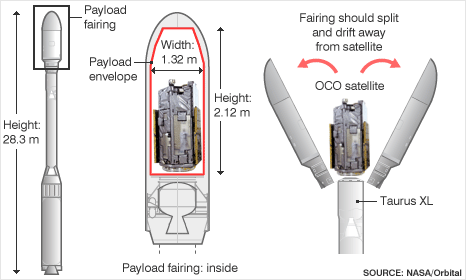 Payload
fairing
Height:
28.3 m
Payload
envelope
Width:
1.32 m
Height:
2.12 m
Payload fairing: inside
Fairing should split
and drift away
from satellite
OCO satellite
Taurus XL
SOURCE: NASA/Orbital